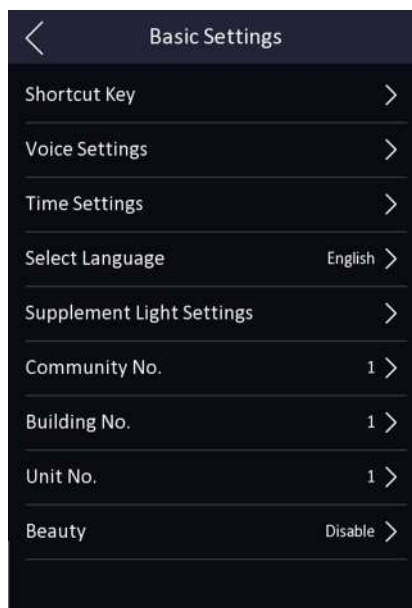 Basic Settings
Shortcut Key
Voice Settings
Time Settings
Select Language English
Supplement Light Settings
Community No. 1
Building No. 1
Unit No. 1
Beauty Disable